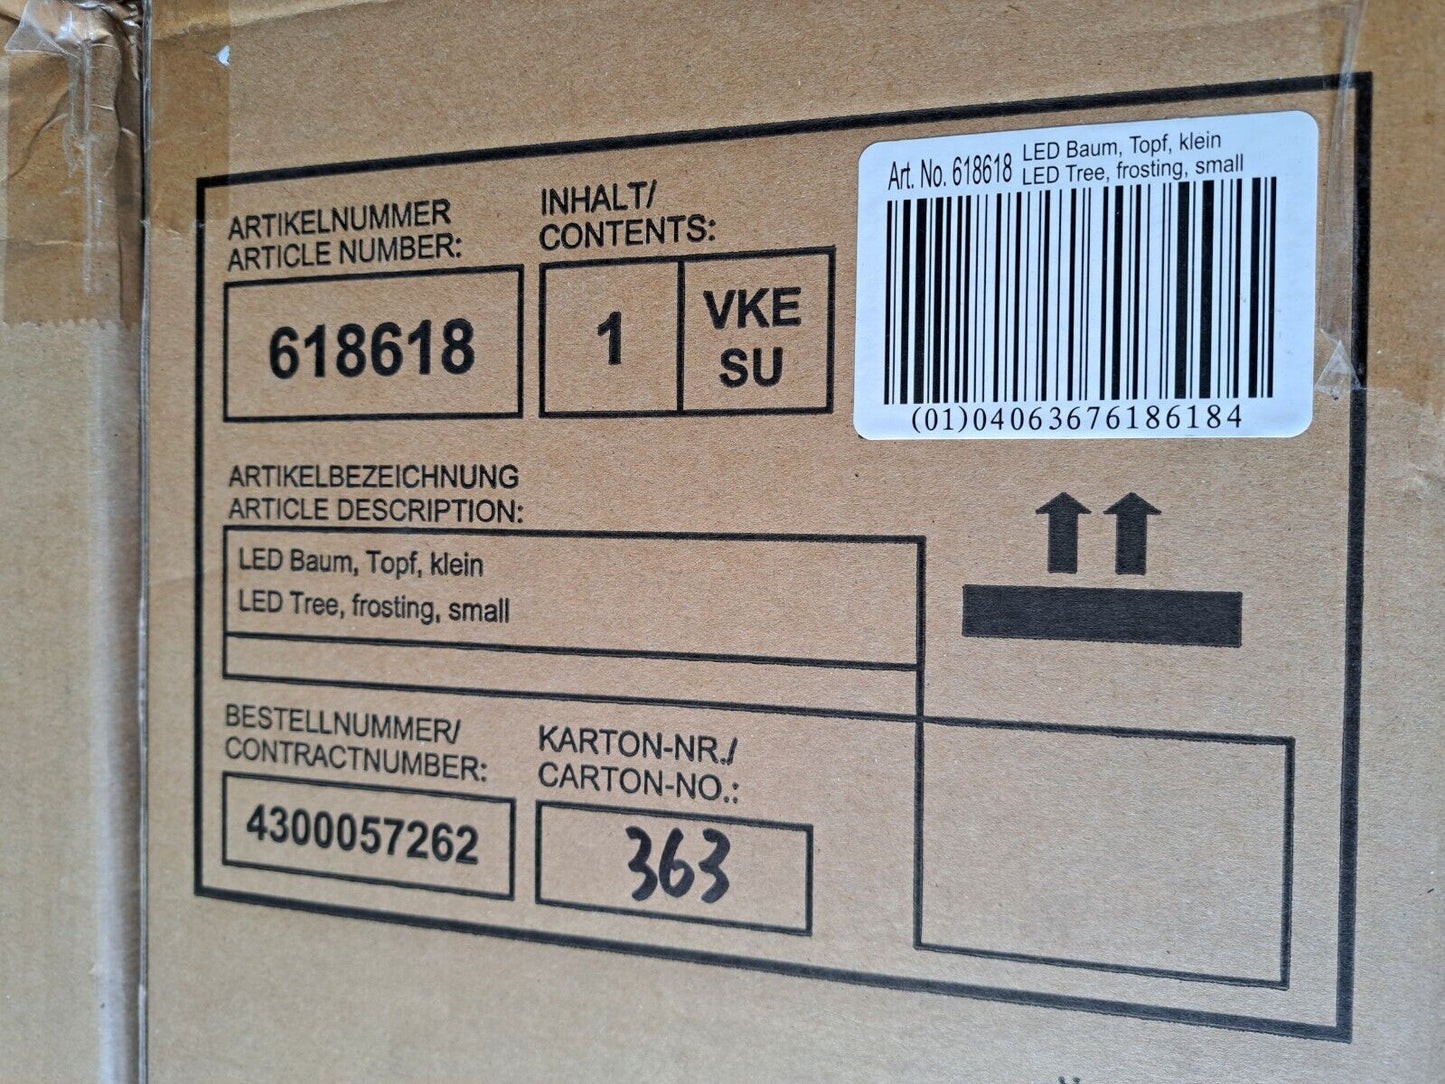 Art. No. 618618
LED Baum, Topf, klein
LED Tree, frosting, small
(01)04063676186184
ARTIKELNUMMER
ARTICLE NUMBER:
618618
INHALT/
CONTENTS:
1
VKE
SU
ARTIKELBEZEICHNUNG
ARTICLE DESCRIPTION:
LED Baum, Topf, klein
LED Tree, frosting, small
BESTELLNUMMER/
CONTRACTNUMBER:
4300057262
KARTON-NR./
CARTON-NO.:
363